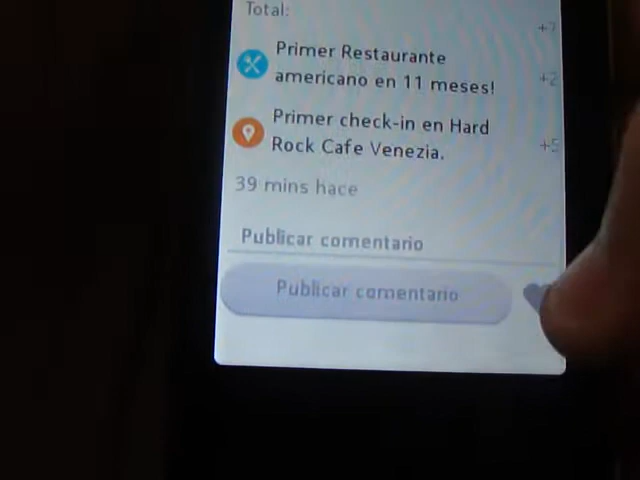 Total:
+7
Primer Restaurante
americano en 11 meses!
+2
Primer check-in en Hard
Rock Cafe Venezia.
+5
39 mins hace
Publicar comentario
Publicar comentario